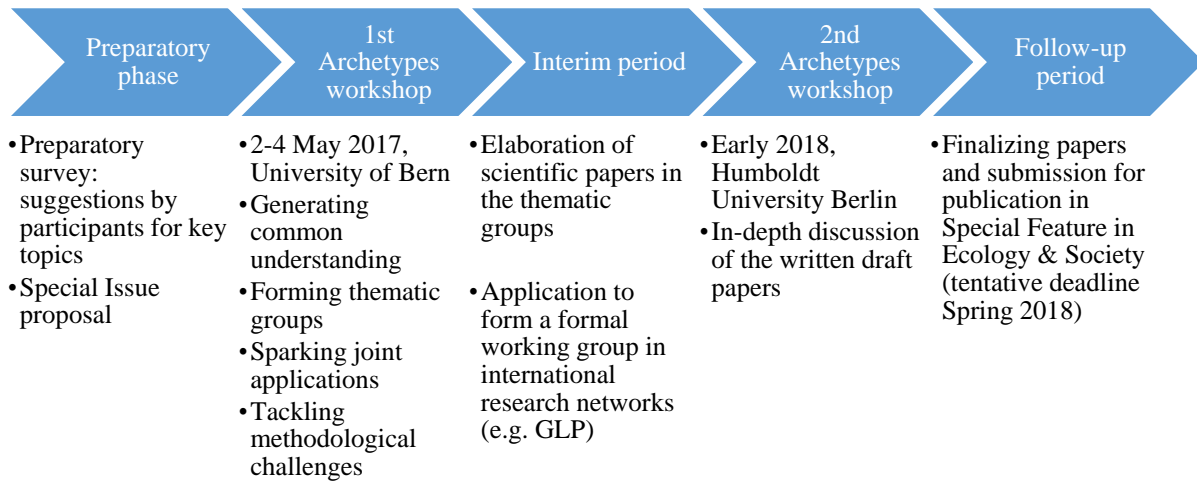 Preparatory
phase
1st
Archetypes
workshop
Interim period
2nd
Archetypes
workshop
Follow-up
period
•Preparatory
survey:
suggestions by
participants for key
topics
•Special Issue
proposal
•2-4 May 2017,
University of Bern
•Generating
common
understanding
•Forming thematic
groups
•Sparking joint
applications
•Tackling
methodological
challenges
•Elaboration of
scientific papers in
the thematic
groups
•Application to
form a formal
working group in
international
research networks
(e.g. GLP)
•Early 2018,
Humboldt
University Berlin
•In-depth discussion
of the written draft
papers
•Finalizing papers
and submission for
publication in
Special Feature in
Ecology & Society
(tentative deadline
Spring 2018)